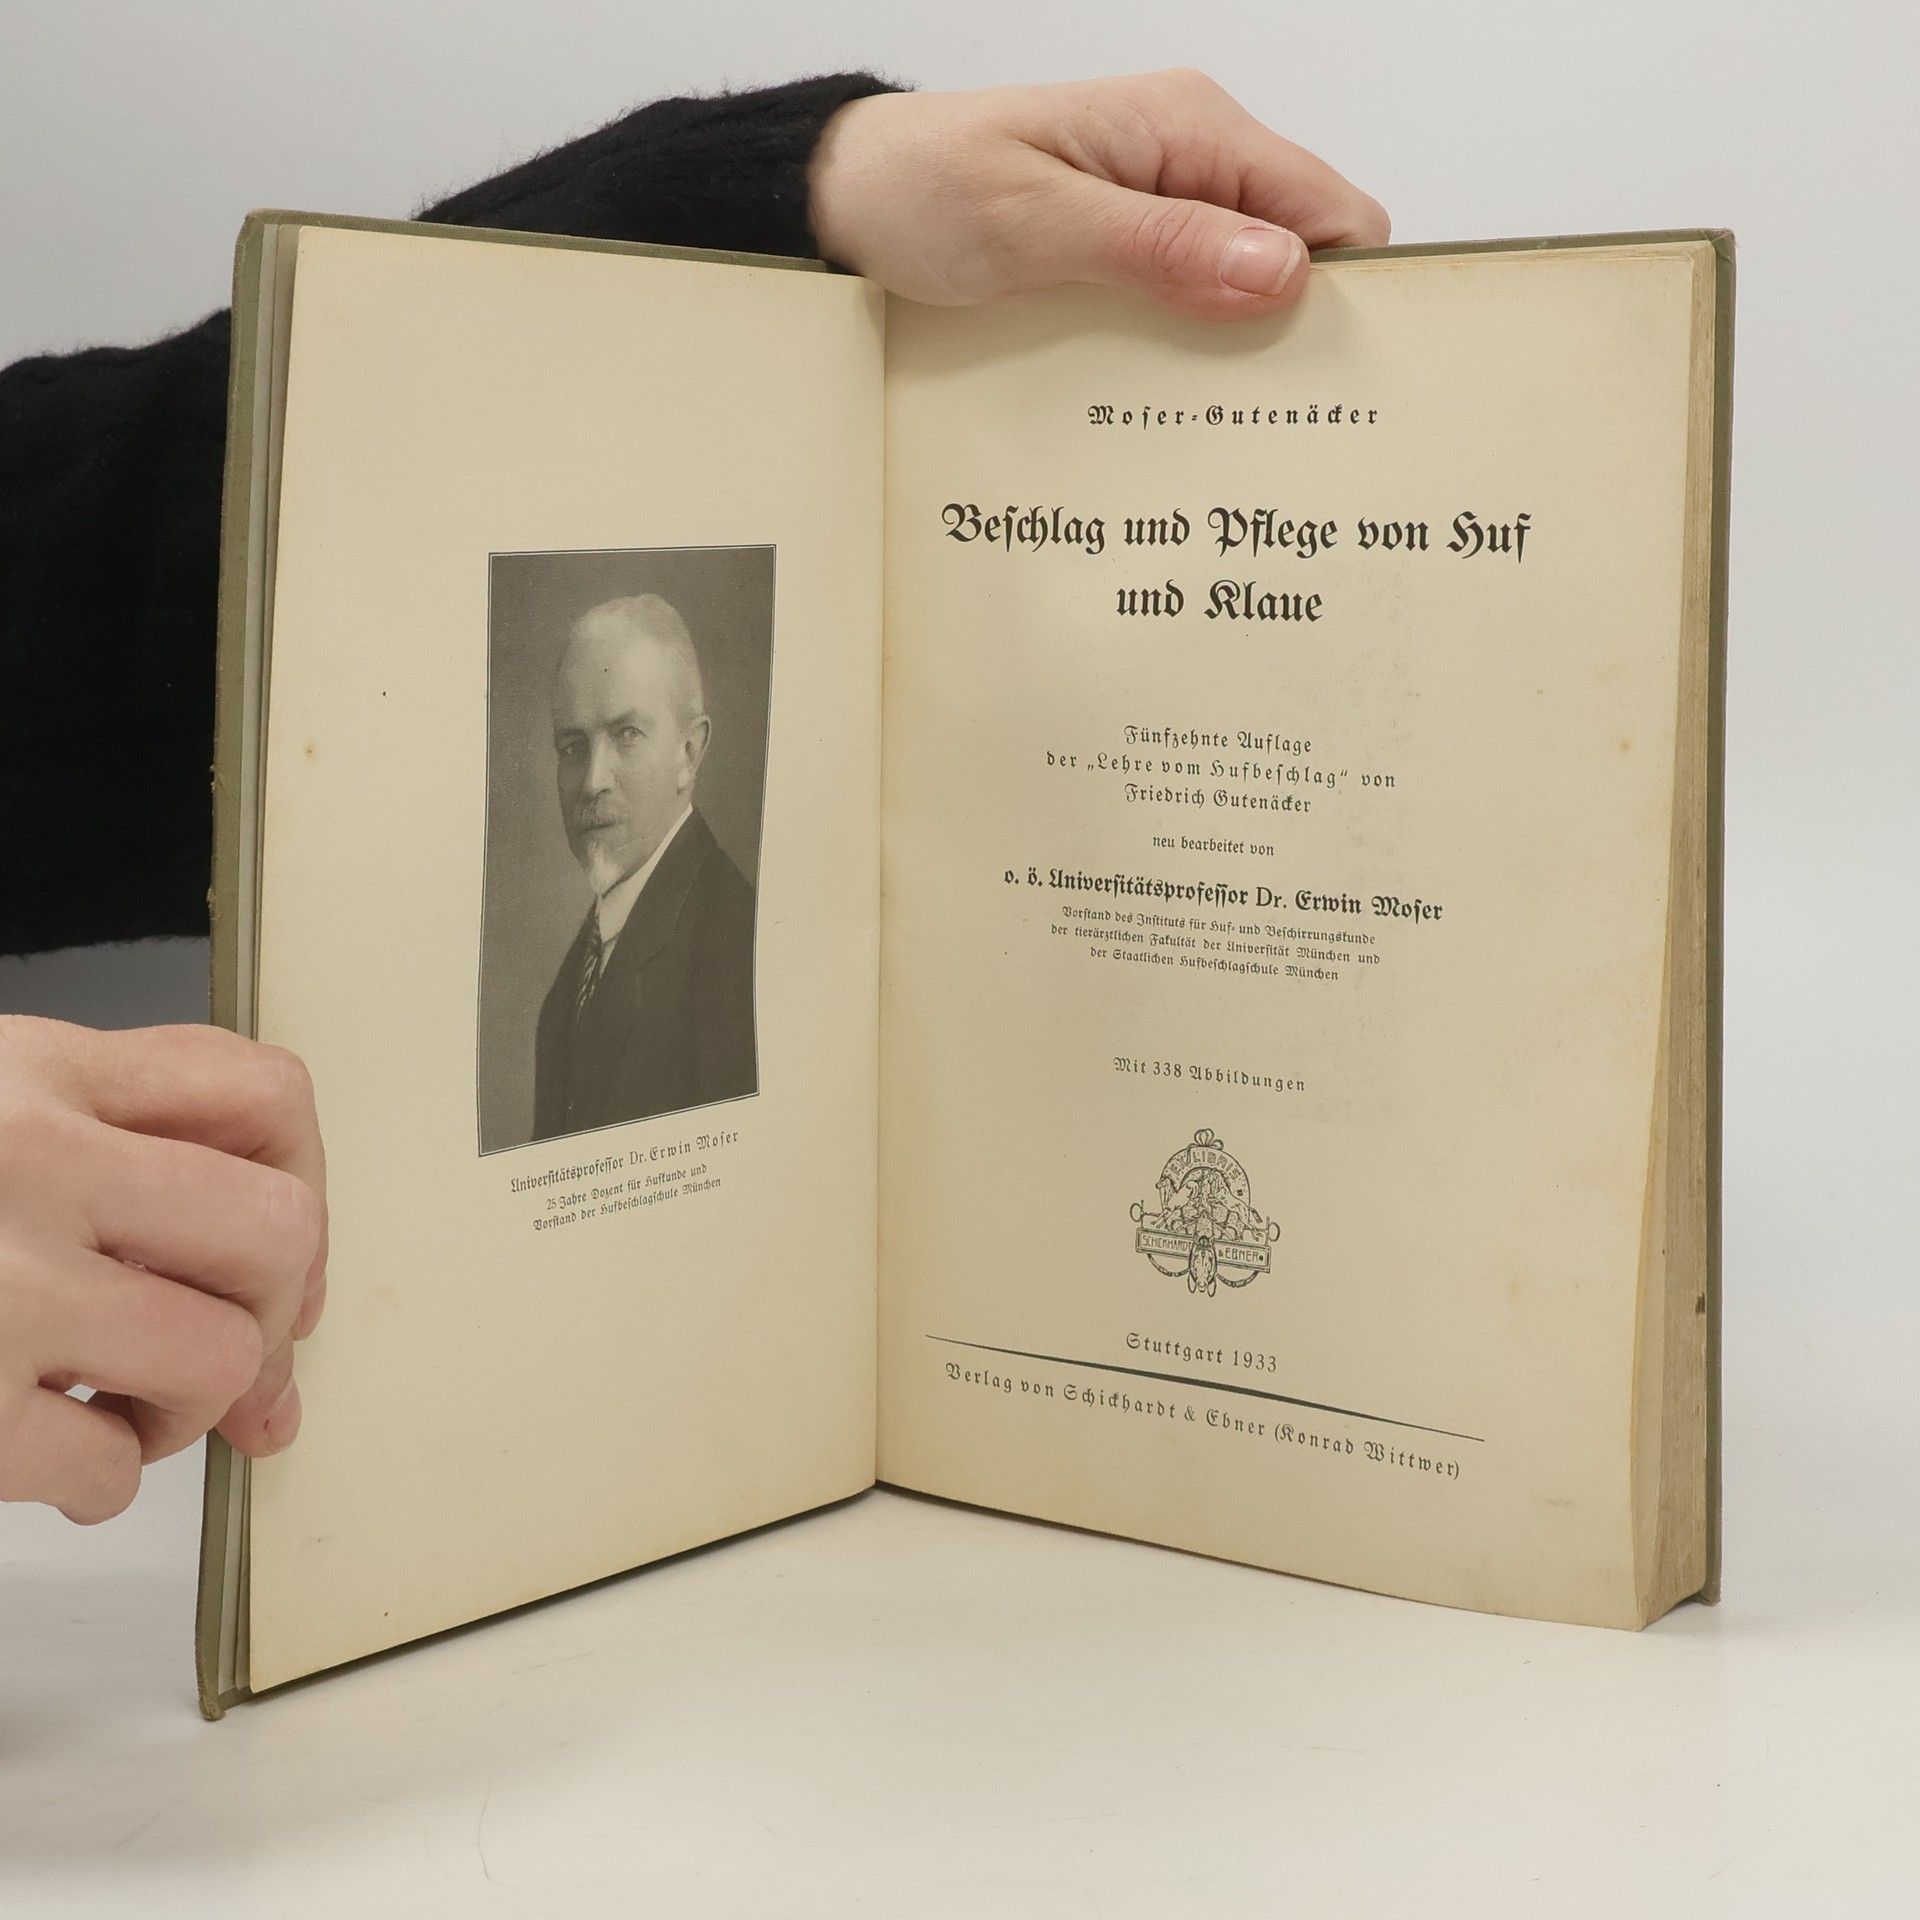 Universitätsprofessor Dr. Erwin Moser
25 Jahre Dozent für Hufkunde und
Vorstand der Hufbeschlagschule München
Moser-Gutenäcker
Beschlag und Pflege von Huf
und Klaue
Fünfzehnte Auflage
der „Lehre vom Hufbeschlag“ von
Friedrich Gutenäcker
neu bearbeitet von
o. ö. Universitätsprofessor Dr. Erwin Moser
Vorstand des Instituts für Huf- und Beschirrungskunde
der tierärztlichen Fakultät der Universität München und
der Staatlichen Hufbeschlagschule München
Mit 338 Abbildungen
EX LIBRIS
SCHICKHARDT & EBNER
Stuttgart 1933
Verlag von Schickhardt & Ebner (Konrad Wittwer)